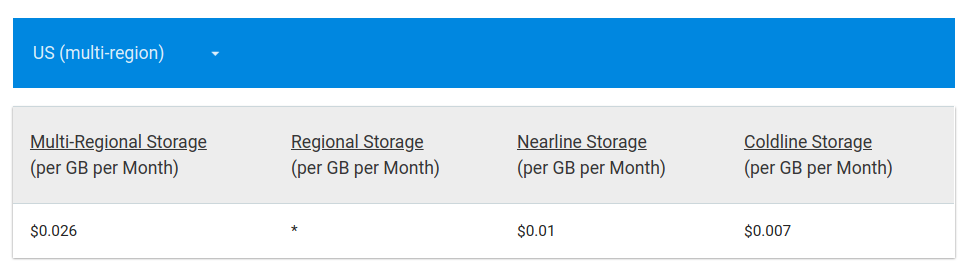 US (multi-region)
Multi-Regional Storage Regional Storage Nearline Storage Coldline Storage
(per GB per Month) (per GB per Month) (per GB per Month) (per GB per Month)
$0.026 * $0.01 $0.007